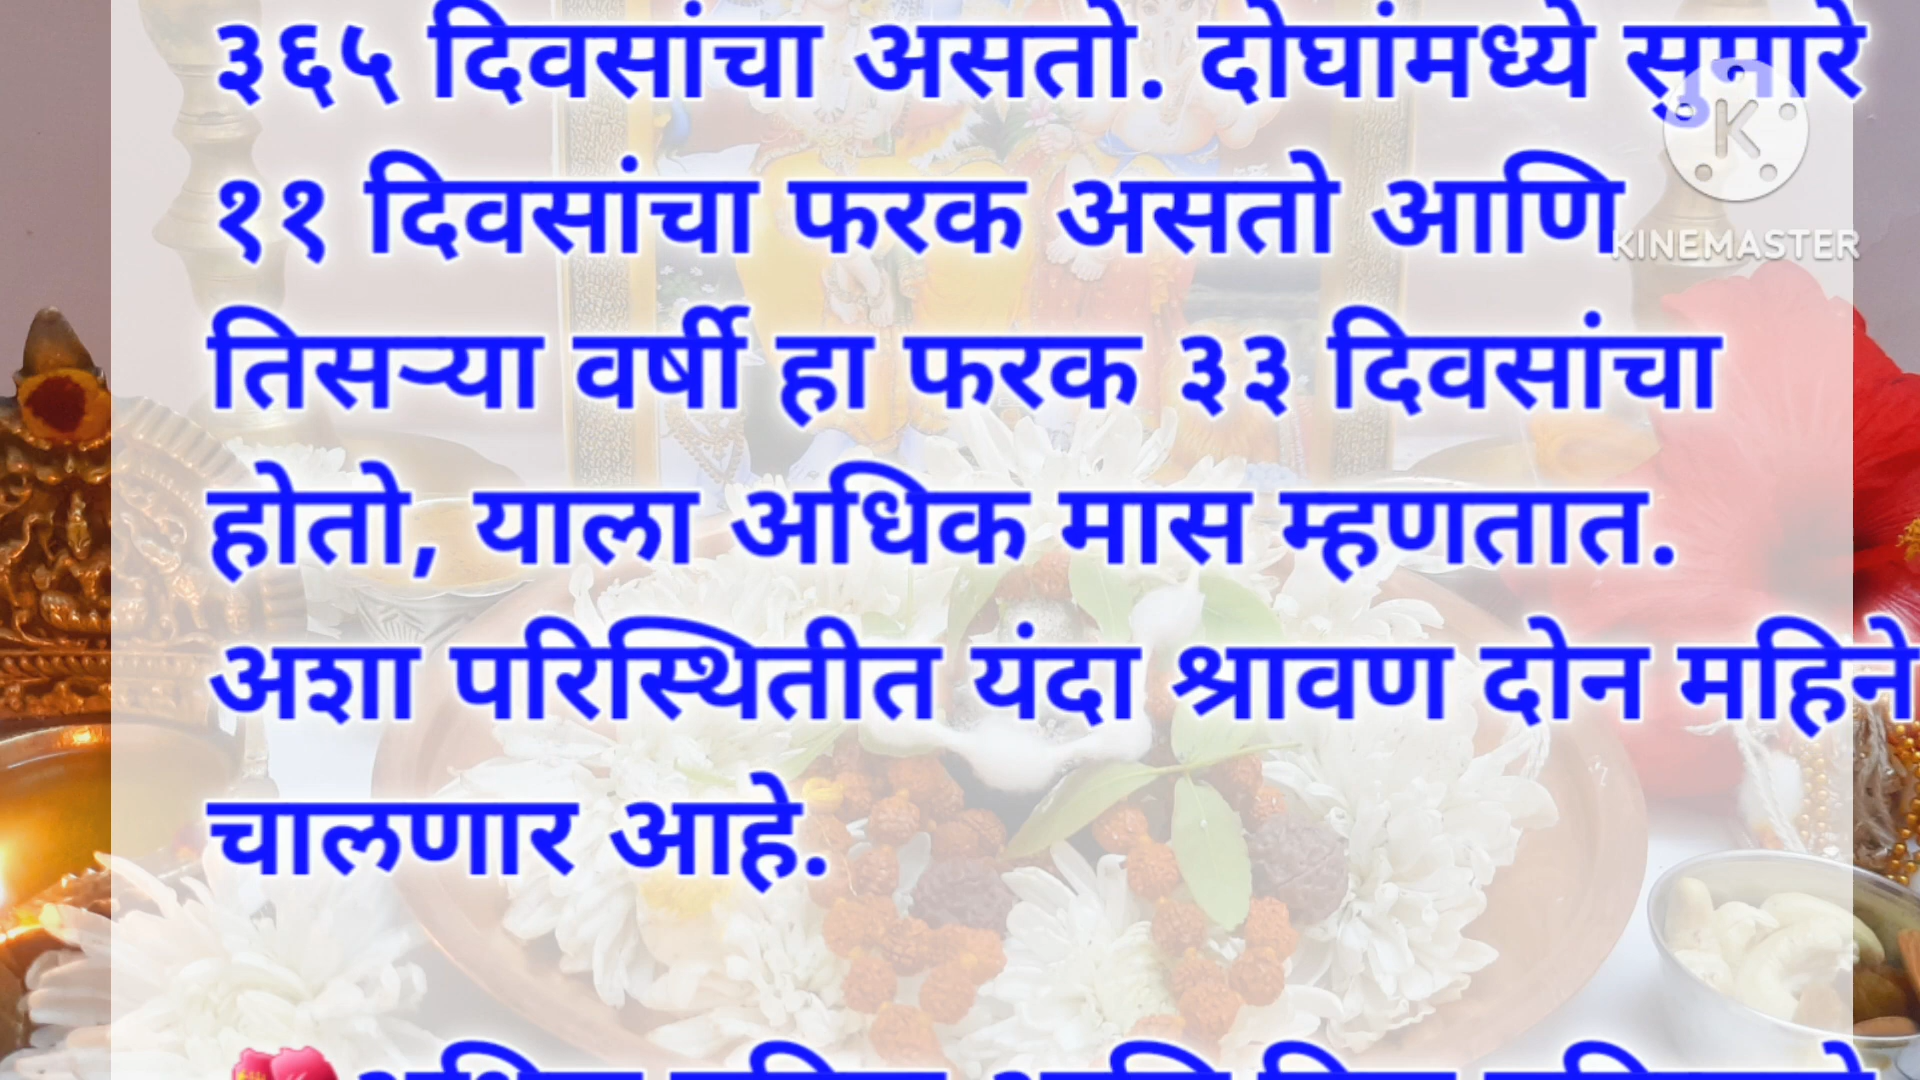 ३६५ दिवसांचा असतो. दोघांमध्ये सुमारे
११ दिवसांचा फरक असतो आणि
KINEMASTER
तिसऱ्या वर्षी हा फरक ३३ दिवसांचा
होतो, याला अधिक मास म्हणतात.
अशा परिस्थितीत यंदा श्रावण दोन महिने
चालणार आहे.